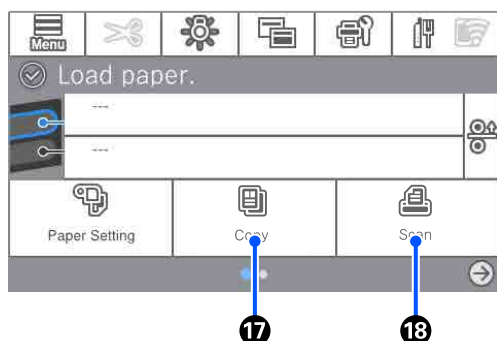 Menu
Load paper.
---
---
Paper Setting
Copy
Scan
17
18